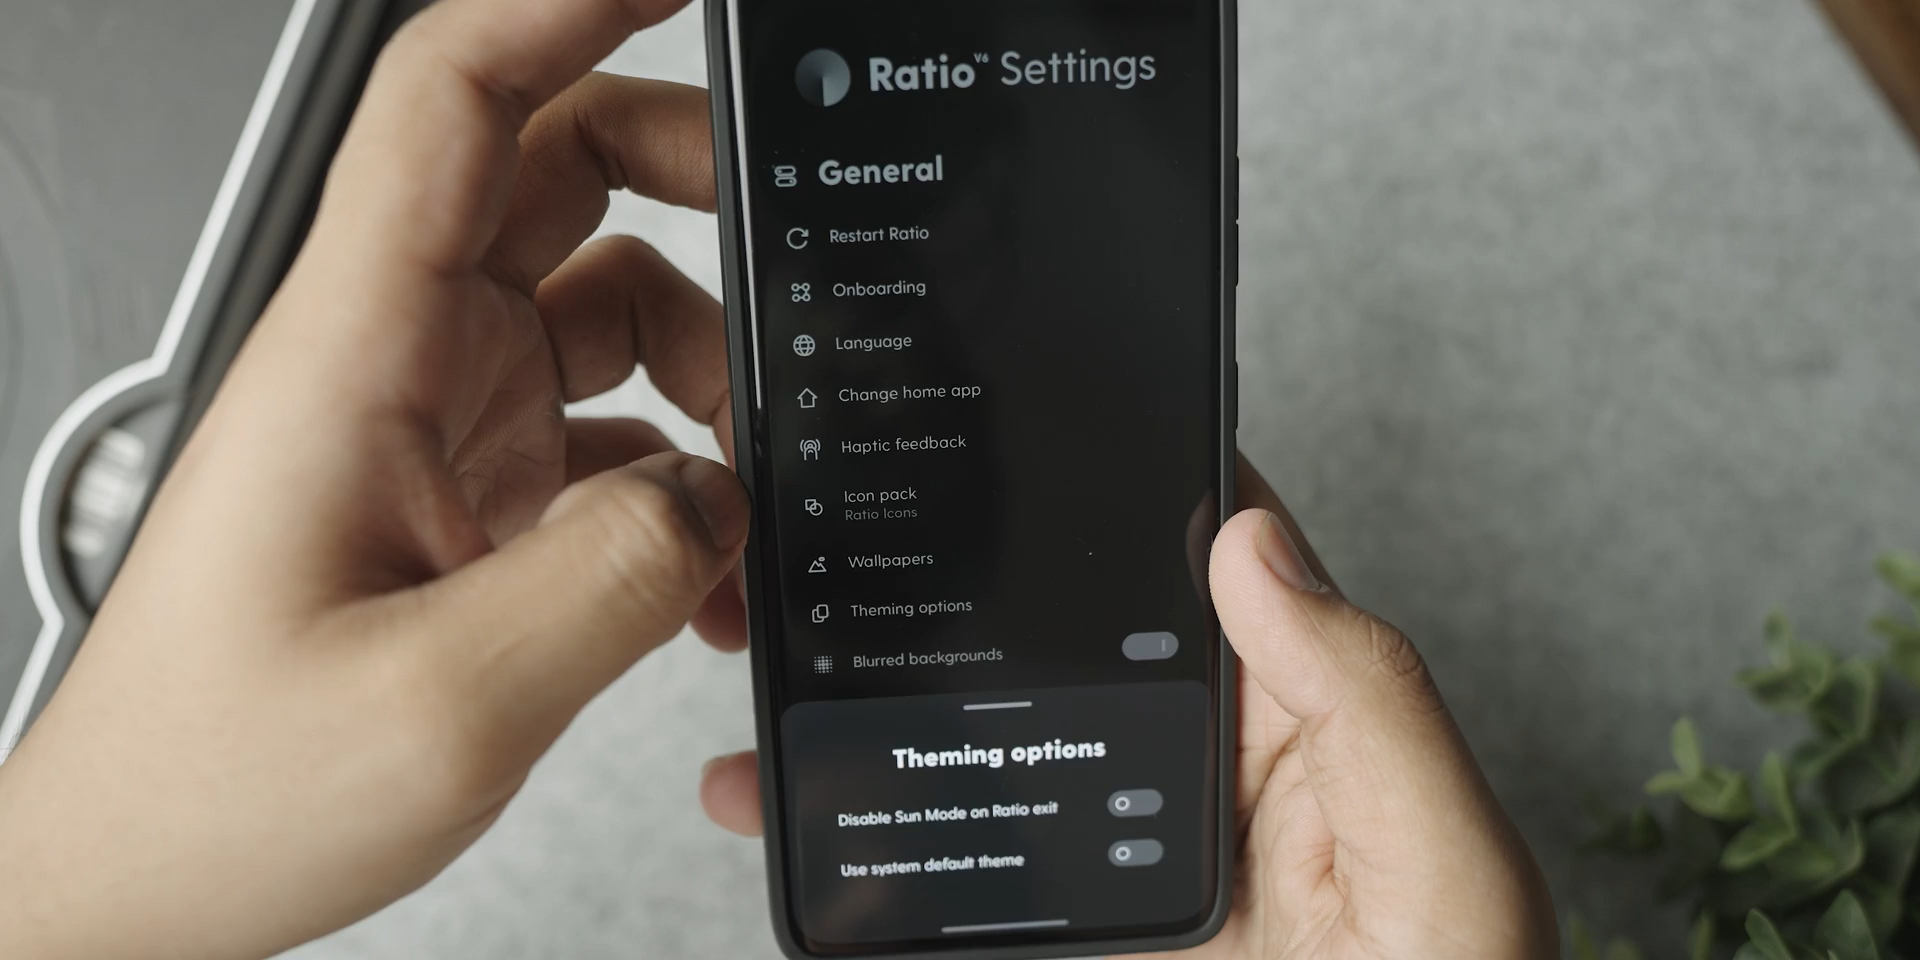 Ratio V6 Settings
General
Restart Ratio
Onboarding
Language
Change home app
Haptic feedback
Icon pack
Ratio Icons
Wallpapers
Theming options
Blurred backgrounds
Theming options
Disable Sun Mode on Ratio exit
Use system default theme